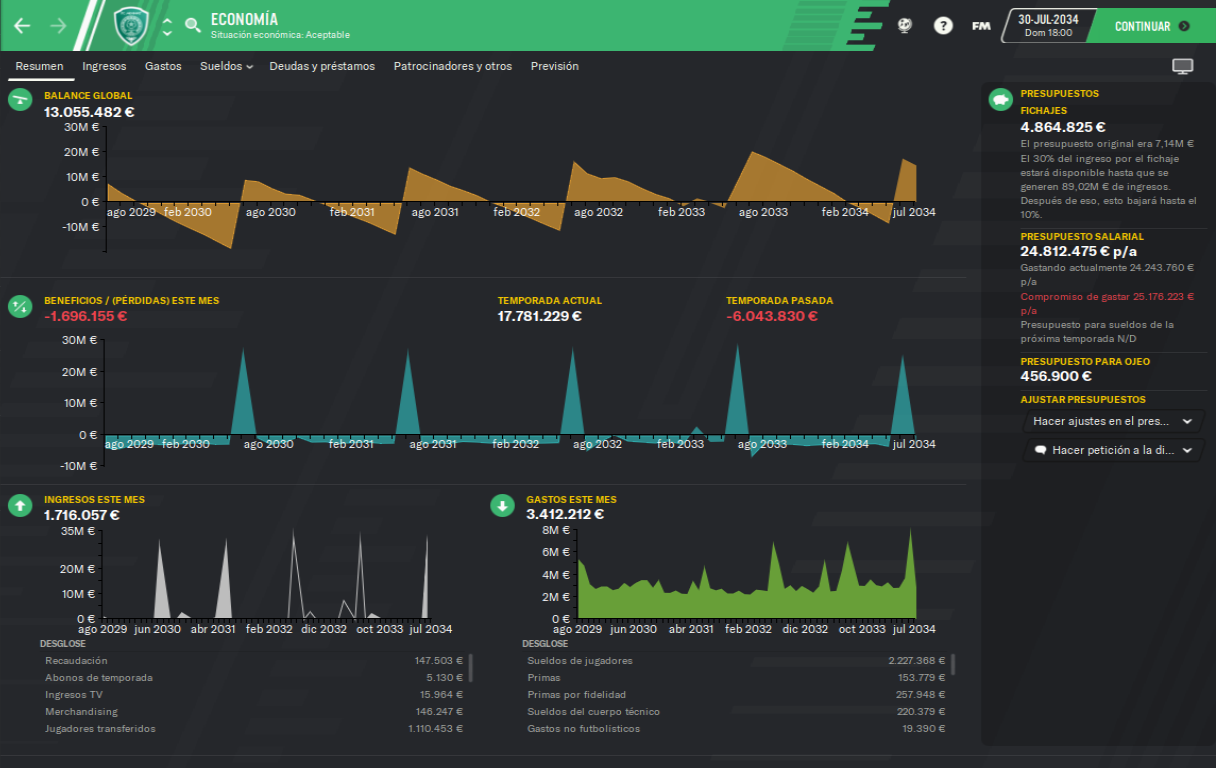 ECONOMÍA
Situación económica: Aceptable
FM
30-JUL-2034
Dom 18:00
CONTINUAR
Resumen
Ingresos
Gastos
Sueldos
Deudas y préstamos
Patrocinadores y otros
Previsión
BALANCE GLOBAL
13.055.482 €
30M €
20M €
10M €
0 €
-10M €
ago 2029 feb 2030 ago 2030 feb 2031 ago 2031 feb 2032 ago 2032 feb 2033 ago 2033 feb 2034 jul 2034
BENEFICIOS / (PÉRDIDAS) ESTE MES
-1.696.155 €
TEMPORADA ACTUAL
17.781.229 €
TEMPORADA PASADA
-6.043.830 €
30M €
20M €
10M €
0 €
-10M €
ago 2029 feb 2030 ago 2030 feb 2031 ago 2031 feb 2032 ago 2032 feb 2033 ago 2033 feb 2034 jul 2034
INGRESOS ESTE MES
1.716.057 €
35M €
20M €
10M €
0 €
ago 2029 jun 2030 abr 2031 feb 2032 dic 2032 oct 2033 jul 2034
DESGLOSE
Recaudación 147.503 €
Abonos de temporada 5.130 €
Ingresos TV 15.964 €
Merchandising 146.247 €
Jugadores transferidos 1.110.453 €
GASTOS ESTE MES
3.412.212 €
8M €
6M €
4M €
2M €
0 €
ago 2029 jun 2030 abr 2031 feb 2032 dic 2032 oct 2033 jul 2034
DESGLOSE
Sueldos de jugadores 2.227.368 €
Primas 153.779 €
Primas por fidelidad 257.948 €
Sueldos del cuerpo técnico 220.379 €
Gastos no futbolísticos 19.390 €
PRESUPUESTOS
FICHAJES
4.864.825 €
El presupuesto original era 7,14M €
El 30% del ingreso por el fichaje
estará disponible hasta que se
generen 89,02M € de ingresos.
Después de eso, esto bajará hasta el
10%.
PRESUPUESTO SALARIAL
24.812.475 € p/a
Gastando actualmente 24.243.760 €
p/a
Compromiso de gastar 25.176.223 €
p/a
Presupuesto para sueldos de la
próxima temporada N/D
PRESUPUESTO PARA OJEO
456.900 €
AJUSTAR PRESUPUESTOS
Hacer ajustes en el pres...
Hacer petición a la di...